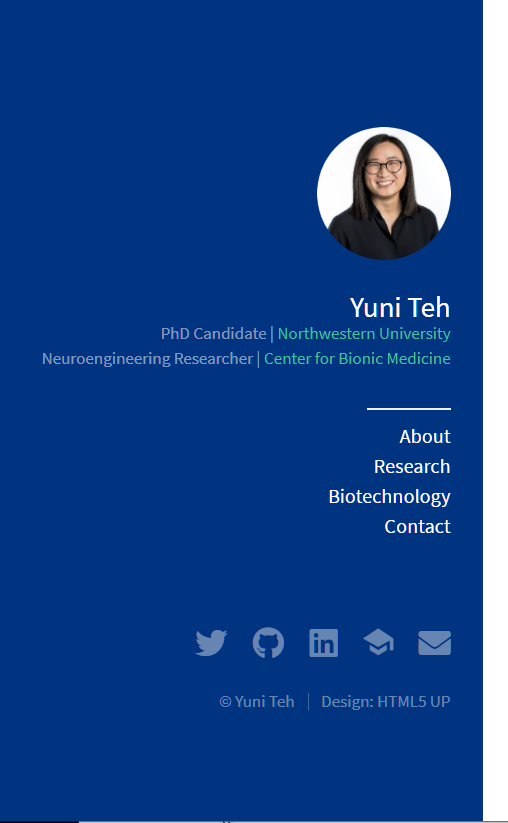 Yuni Teh
PhD Candidate | Northwestern University
Neuroengineering Researcher | Center for Bionic Medicine
About
Research
Biotechnology
Contact
in
© Yuni Teh | Design: HTML5 UP